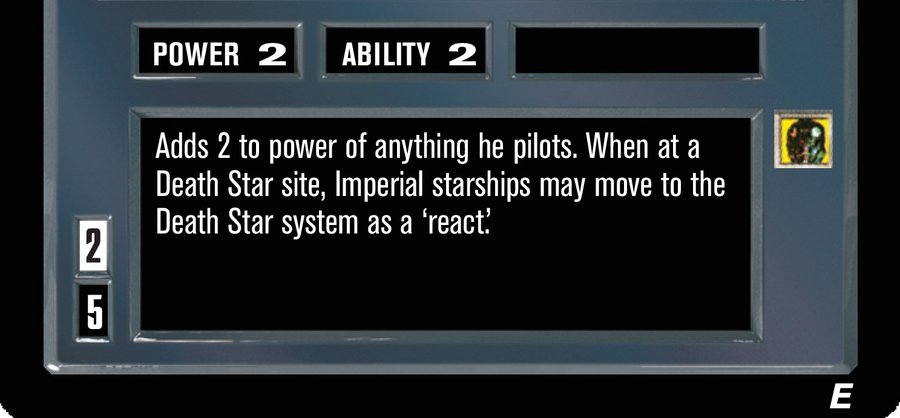 POWER 2 ABILITY 2
Adds 2 to power of anything he pilots. When at a
Death Star site, Imperial starships may move to the
Death Star system as a ‘react.’
2
5
E